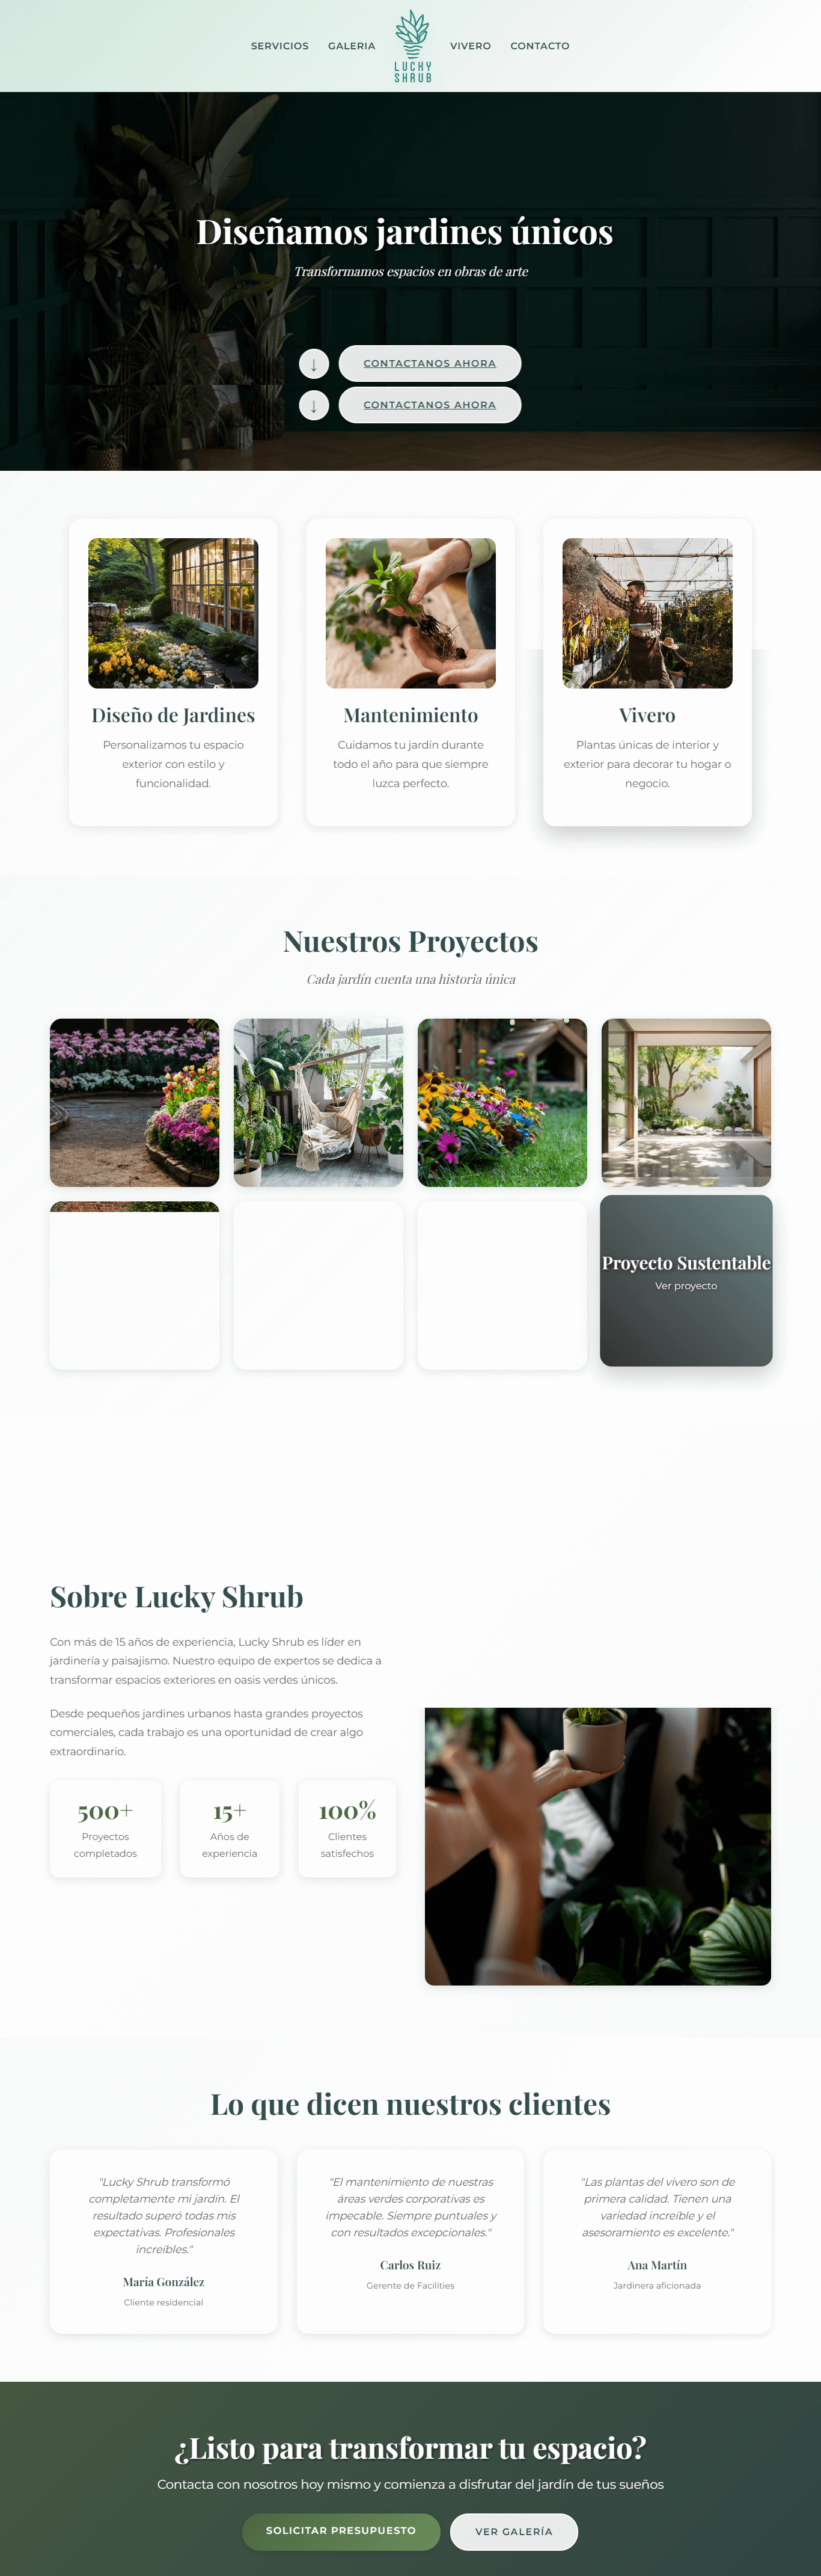 SERVICIOS
GALERIA
LUCKY
SHRUB
VIVERO
CONTACTO
Diseñamos jardines únicos
Transformamos espacios en obras de arte
↓
CONTACTANOS AHORA
↓
CONTACTANOS AHORA
Diseño de Jardines
Personalizamos tu espacio
exterior con estilo y
funcionalidad.
Mantenimiento
Cuidamos tu jardín durante
todo el año para que siempre
luzca perfecto.
Vivero
Plantas únicas de interior y
exterior para decorar tu hogar o
negocio.
Nuestros Proyectos
Cada jardín cuenta una historia única
Proyecto Sustentable
Ver proyecto
Sobre Lucky Shrub
Con más de 15 años de experiencia, Lucky Shrub es líder en
jardinería y paisajismo. Nuestro equipo de expertos se dedica a
transformar espacios exteriores en oasis verdes únicos.
Desde pequeños jardines urbanos hasta grandes proyectos
comerciales, cada trabajo es una oportunidad de crear algo
extraordinario.
500+
Proyectos
completados
15+
Años de
experiencia
100%
Clientes
satisfechos
Lo que dicen nuestros clientes
"Lucky Shrub transformó
completamente mi jardín. El
resultado superó todas mis
expectativas. Profesionales
increíbles."
María González
Cliente residencial
"El mantenimiento de nuestras
áreas verdes corporativas es
impecable. Siempre puntuales y
con resultados excepcionales."
Carlos Ruiz
Gerente de Facilities
"Las plantas del vivero son de
primera calidad. Tienen una
variedad increíble y el
asesoramiento es excelente."
Ana Martín
Jardinera aficionada
¿Listo para transformar tu espacio?
Contacta con nosotros hoy mismo y comienza a disfrutar del jardín de tus sueños
SOLICITAR PRESUPUESTO
VER GALERÍA